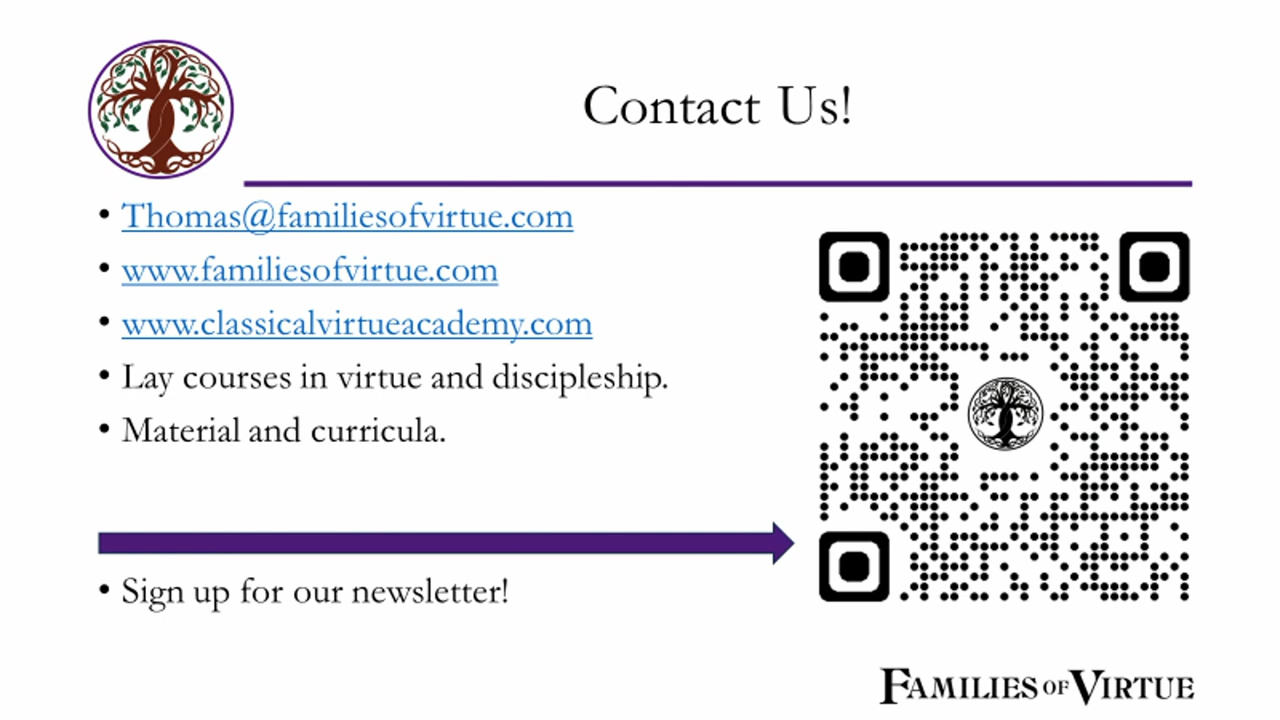 Contact Us!
• Thomas@familiesofvirtue.com
• www.familiesofvirtue.com
• www.classicalvirtueacademy.com
• Lay courses in virtue and discipleship.
• Material and curricula.
• Sign up for our newsletter!
FAMILIES OF VIRTUE